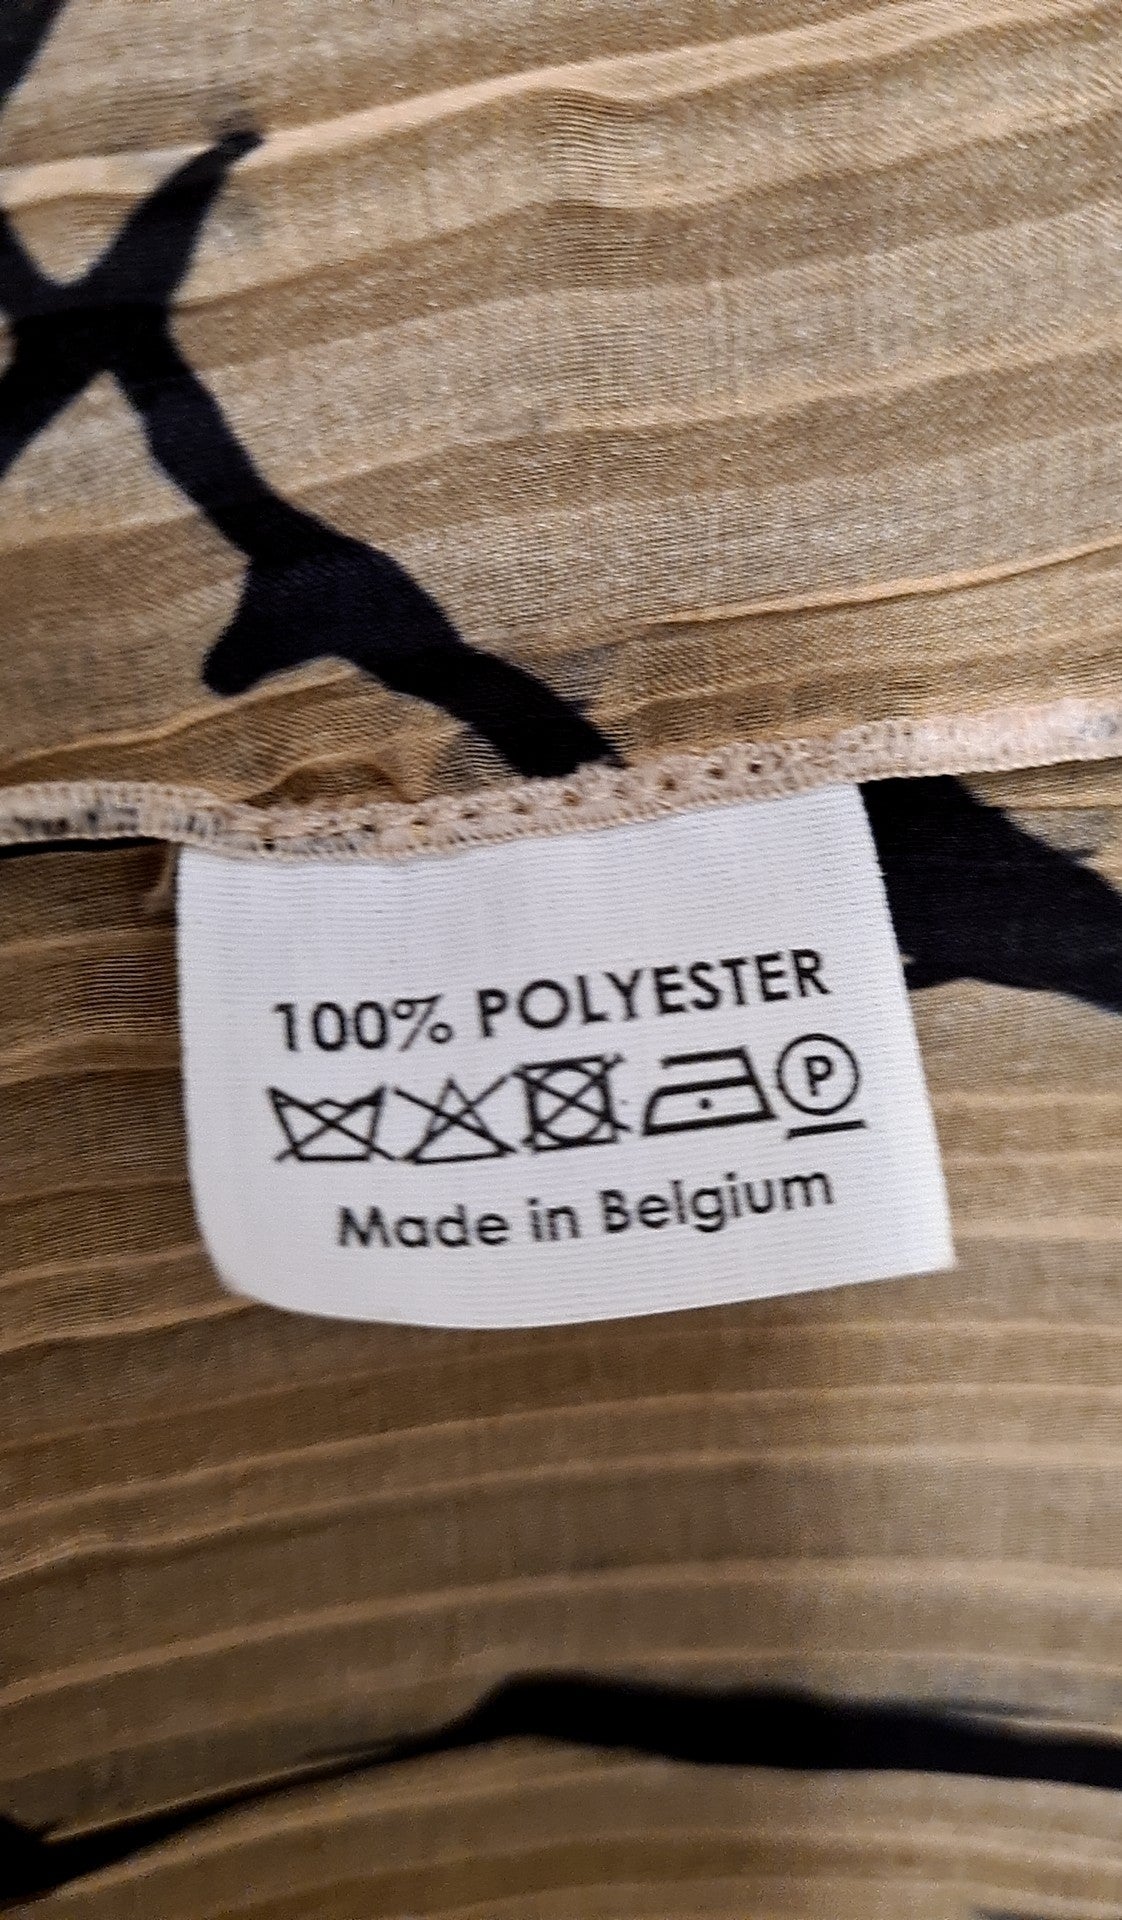 100% POLYESTER
P
Made in Belgium